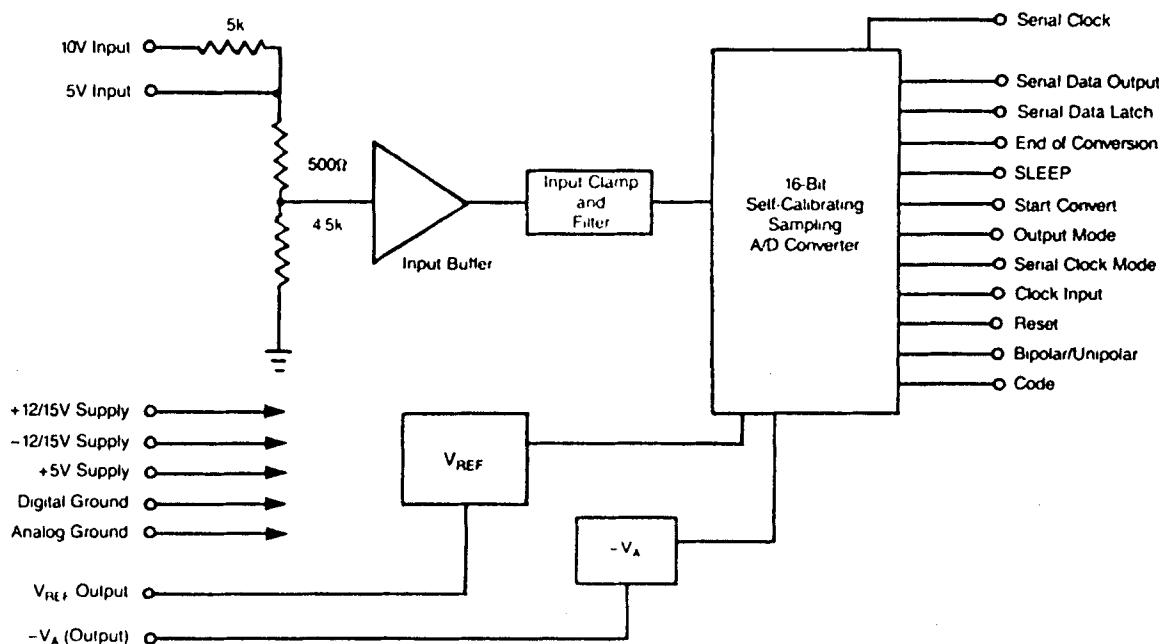 5k
10V Input
5V Input
500Ω
4.5k
Input Buffer
Input Clamp
and
Filter
16-Bit
Self-Calibrating
Sampling
A/D Converter
Serial Clock
Serial Data Output
Serial Data Latch
End of Conversion
SLEEP
Start Convert
Output Mode
Serial Clock Mode
Clock Input
Reset
Bipolar/Unipolar
Code
+12/15V Supply
−12/15V Supply
+5V Supply
Digital Ground
Analog Ground
VREF
−VA
VREF Output
−VA (Output)